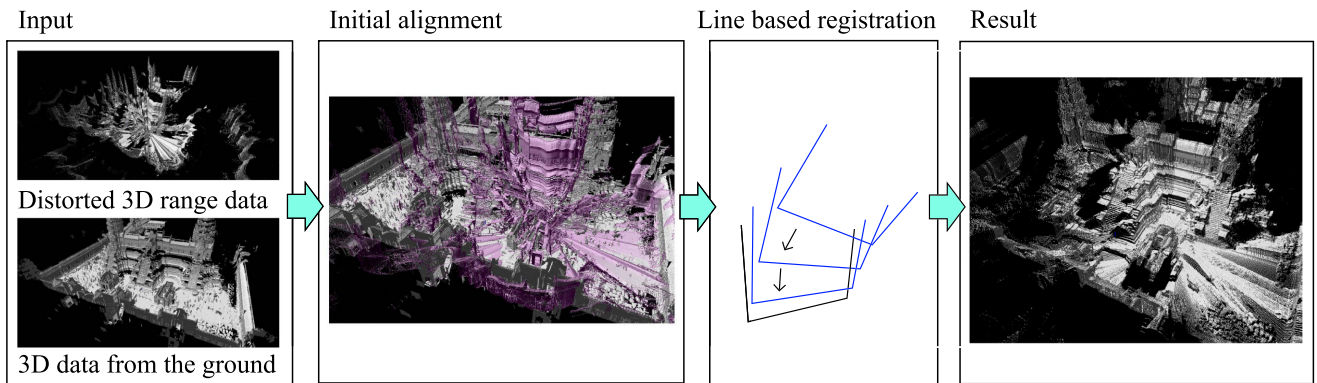 Input
Initial alignment
Line based registration
Result
Distorted 3D range data
3D data from the ground